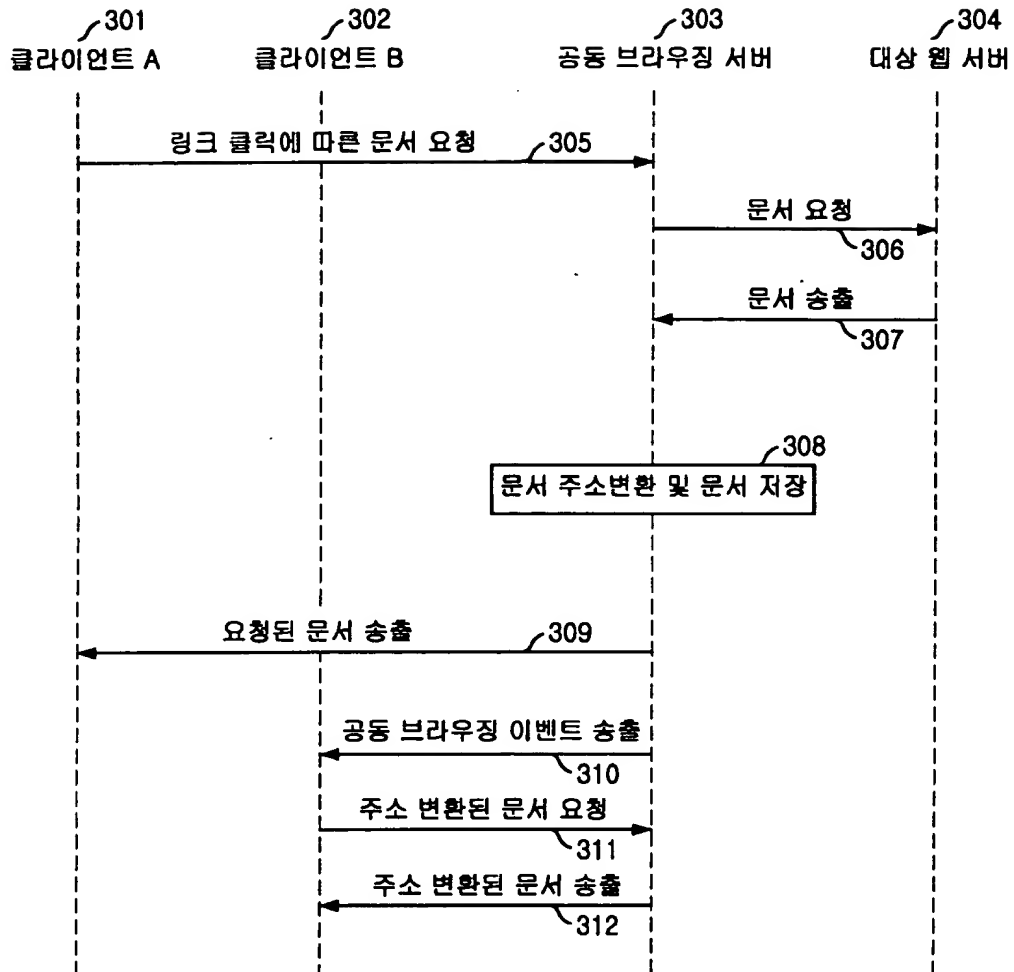 301
302
303
304
클라이언트 A
클라이언트 B
공동 브라우징 서버
대상 웹 서버
링크 클릭에 따른 문서 요청
305
문서 요청
306
문서 송출
307
308
문서 주소변환 및 문서 저장
요청된 문서 송출
309
공동 브라우징 이벤트 송출
310
주소 변환된 문서 요청
311
주소 변환된 문서 송출
312